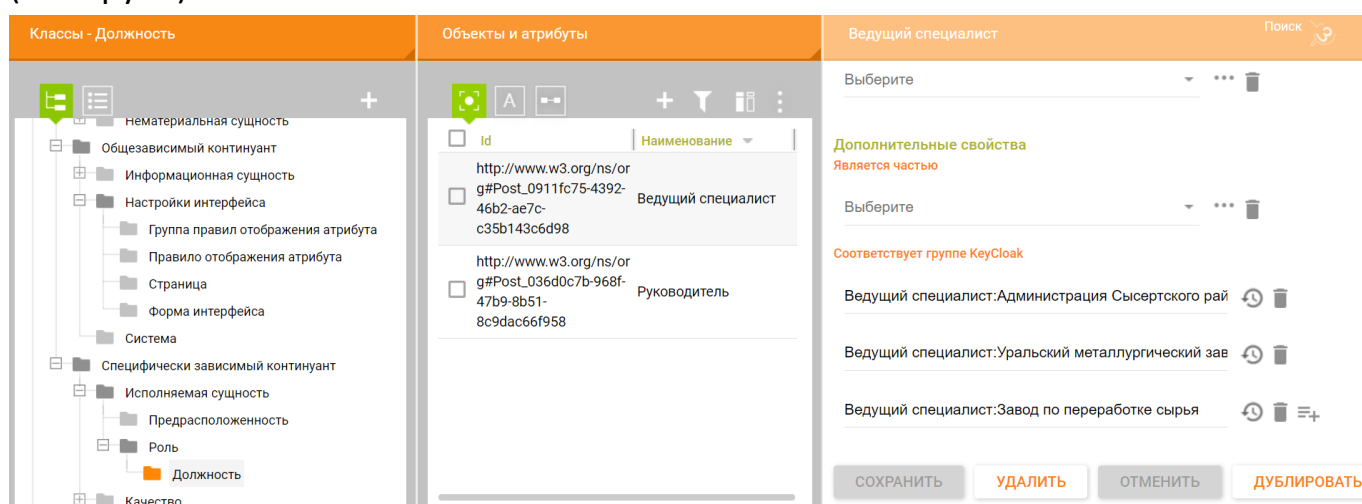 Классы - Должность
Нематериальная сущность
Общезависимый континуант
Информационная сущность
Настройки интерфейса
Группа правил отображения атрибута
Правило отображения атрибута
Страница
Форма интерфейса
Система
Специфически зависимый континуант
Исполняемая сущность
Предрасположенность
Роль
Должность
Качество
Объекты и атрибуты
A
Id Наименование
http://www.w3.org/ns/or
g#Post_0911fc75-4392-
46b2-ae7c-
c35b143c6d98
Ведущий специалист
http://www.w3.org/ns/or
g#Post_036d0c7b-968f-
47b9-8b51-
8c9dac66f958
Руководитель
Ведущий специалист
Поиск
Выберите
Дополнительные свойства
Является частью
Выберите
Соответствует группе KeyCloak
Ведущий специалист:Администрация Сысертского рай
Ведущий специалист:Уральский металлургический зав
Ведущий специалист:Завод по переработке сырья
СОХРАНИТЬ УДАЛИТЬ ОТМЕНИТЬ ДУБЛИРОВАТЬ